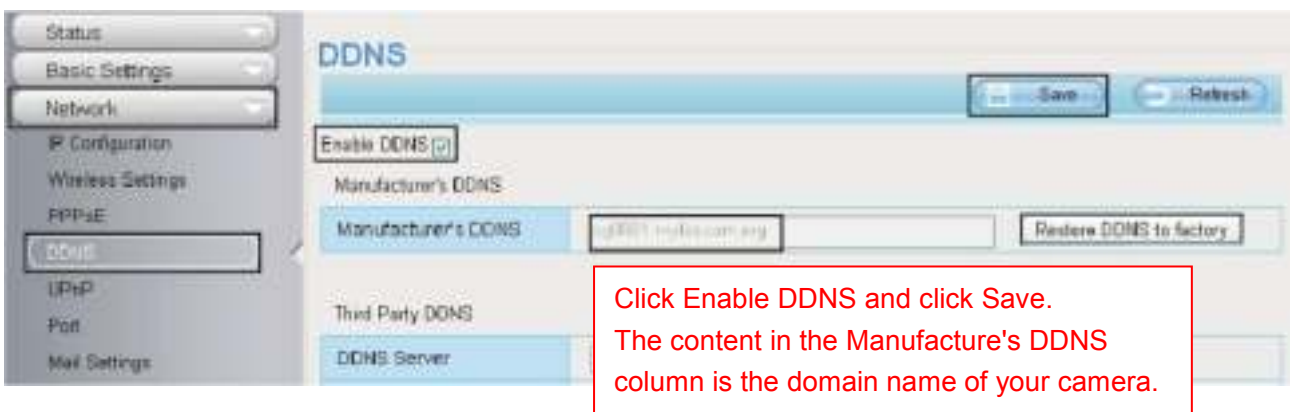 Status
Basic Settings
Network
IP Configuration
Wireless Settings
PPPoE
DDNS
UPnP
Port
Mail Settings
DDNS
Save Refresh
Enable DDNS
Manufacturer's DDNS
Manufacturer's DDNS Restore DDNS to factory
Third Party DDNS
DDNS Server
Click Enable DDNS and click Save.
The content in the Manufacture's DDNS
column is the domain name of your camera.